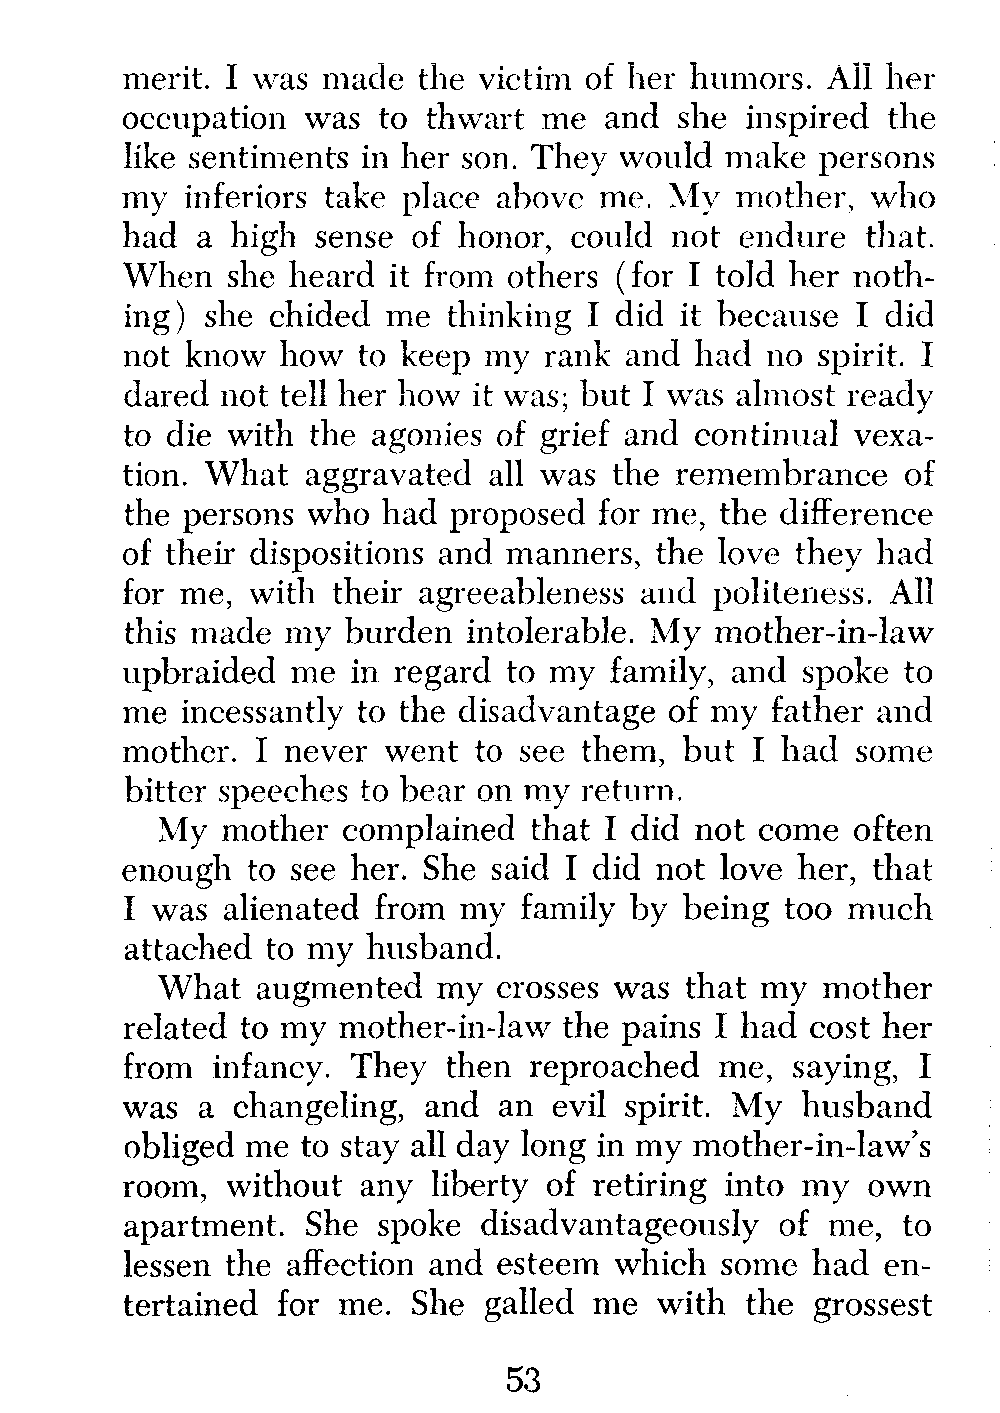 merit. I was made the victim of her humors. All her
occupation was to thwart me and she inspired the
like sentiments in her son. They would make persons
my inferiors take place above me. My mother, who
had a high sense of honor, could not endure that.
When she heard it from others (for I told her noth-
ing) she chided me thinking I did it because I did
not know how to keep my rank and had no spirit. I
dared not tell her how it was; but I was almost ready
to die with the agonies of grief and continual vexa-
tion. What aggravated all was the remembrance of
the persons who had proposed for me, the difference
of their dispositions and manners, the love they had
for me, with their agreeableness and politeness. All
this made my burden intolerable. My mother-in-law
upbraided me in regard to my family, and spoke to
me incessantly to the disadvantage of my father and
mother. I never went to see them, but I had some
bitter speeches to bear on my return.
My mother complained that I did not come often
enough to see her. She said I did not love her, that
I was alienated from my family by being too much
attached to my husband.
What augmented my crosses was that my mother
related to my mother-in-law the pains I had cost her
from infancy. They then reproached me, saying, I
was a changeling, and an evil spirit. My husband
obliged me to stay all day long in my mother-in-law's
room, without any liberty of retiring into my own
apartment. She spoke disadvantageously of me, to
lessen the affection and esteem which some had en-
tertained for me. She galled me with the grossest
53